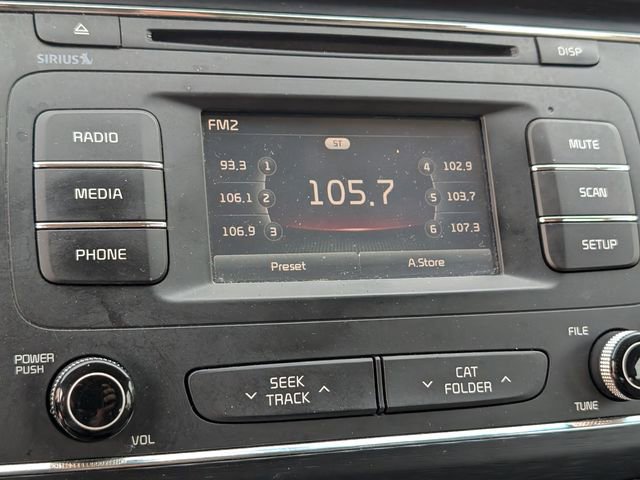 SIRIUS
DISP
RADIO
MEDIA
PHONE
FM2
ST
93.3 1
106.1 2
106.9 3
105.7
4 102.9
5 103.7
6 107.3
Preset
A.Store
MUTE
SCAN
SETUP
POWER
PUSH
VOL
SEEK
TRACK
CAT
FOLDER
FILE
TUNE